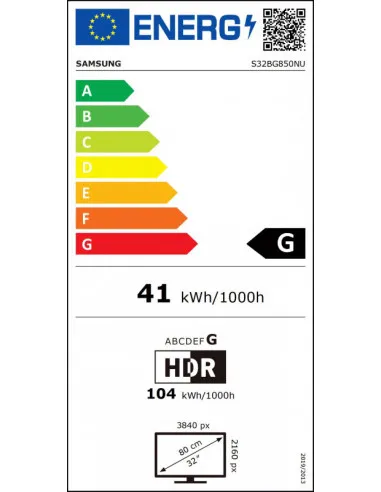 ENERG
SAMSUNG S32BG850NU
A
B
C
D
E
F
G G
41 kWh/1000h
ABCDEFG
HDR
104 kWh/1000h
3840 px
80 cm
32"
2160 px
2019/2013